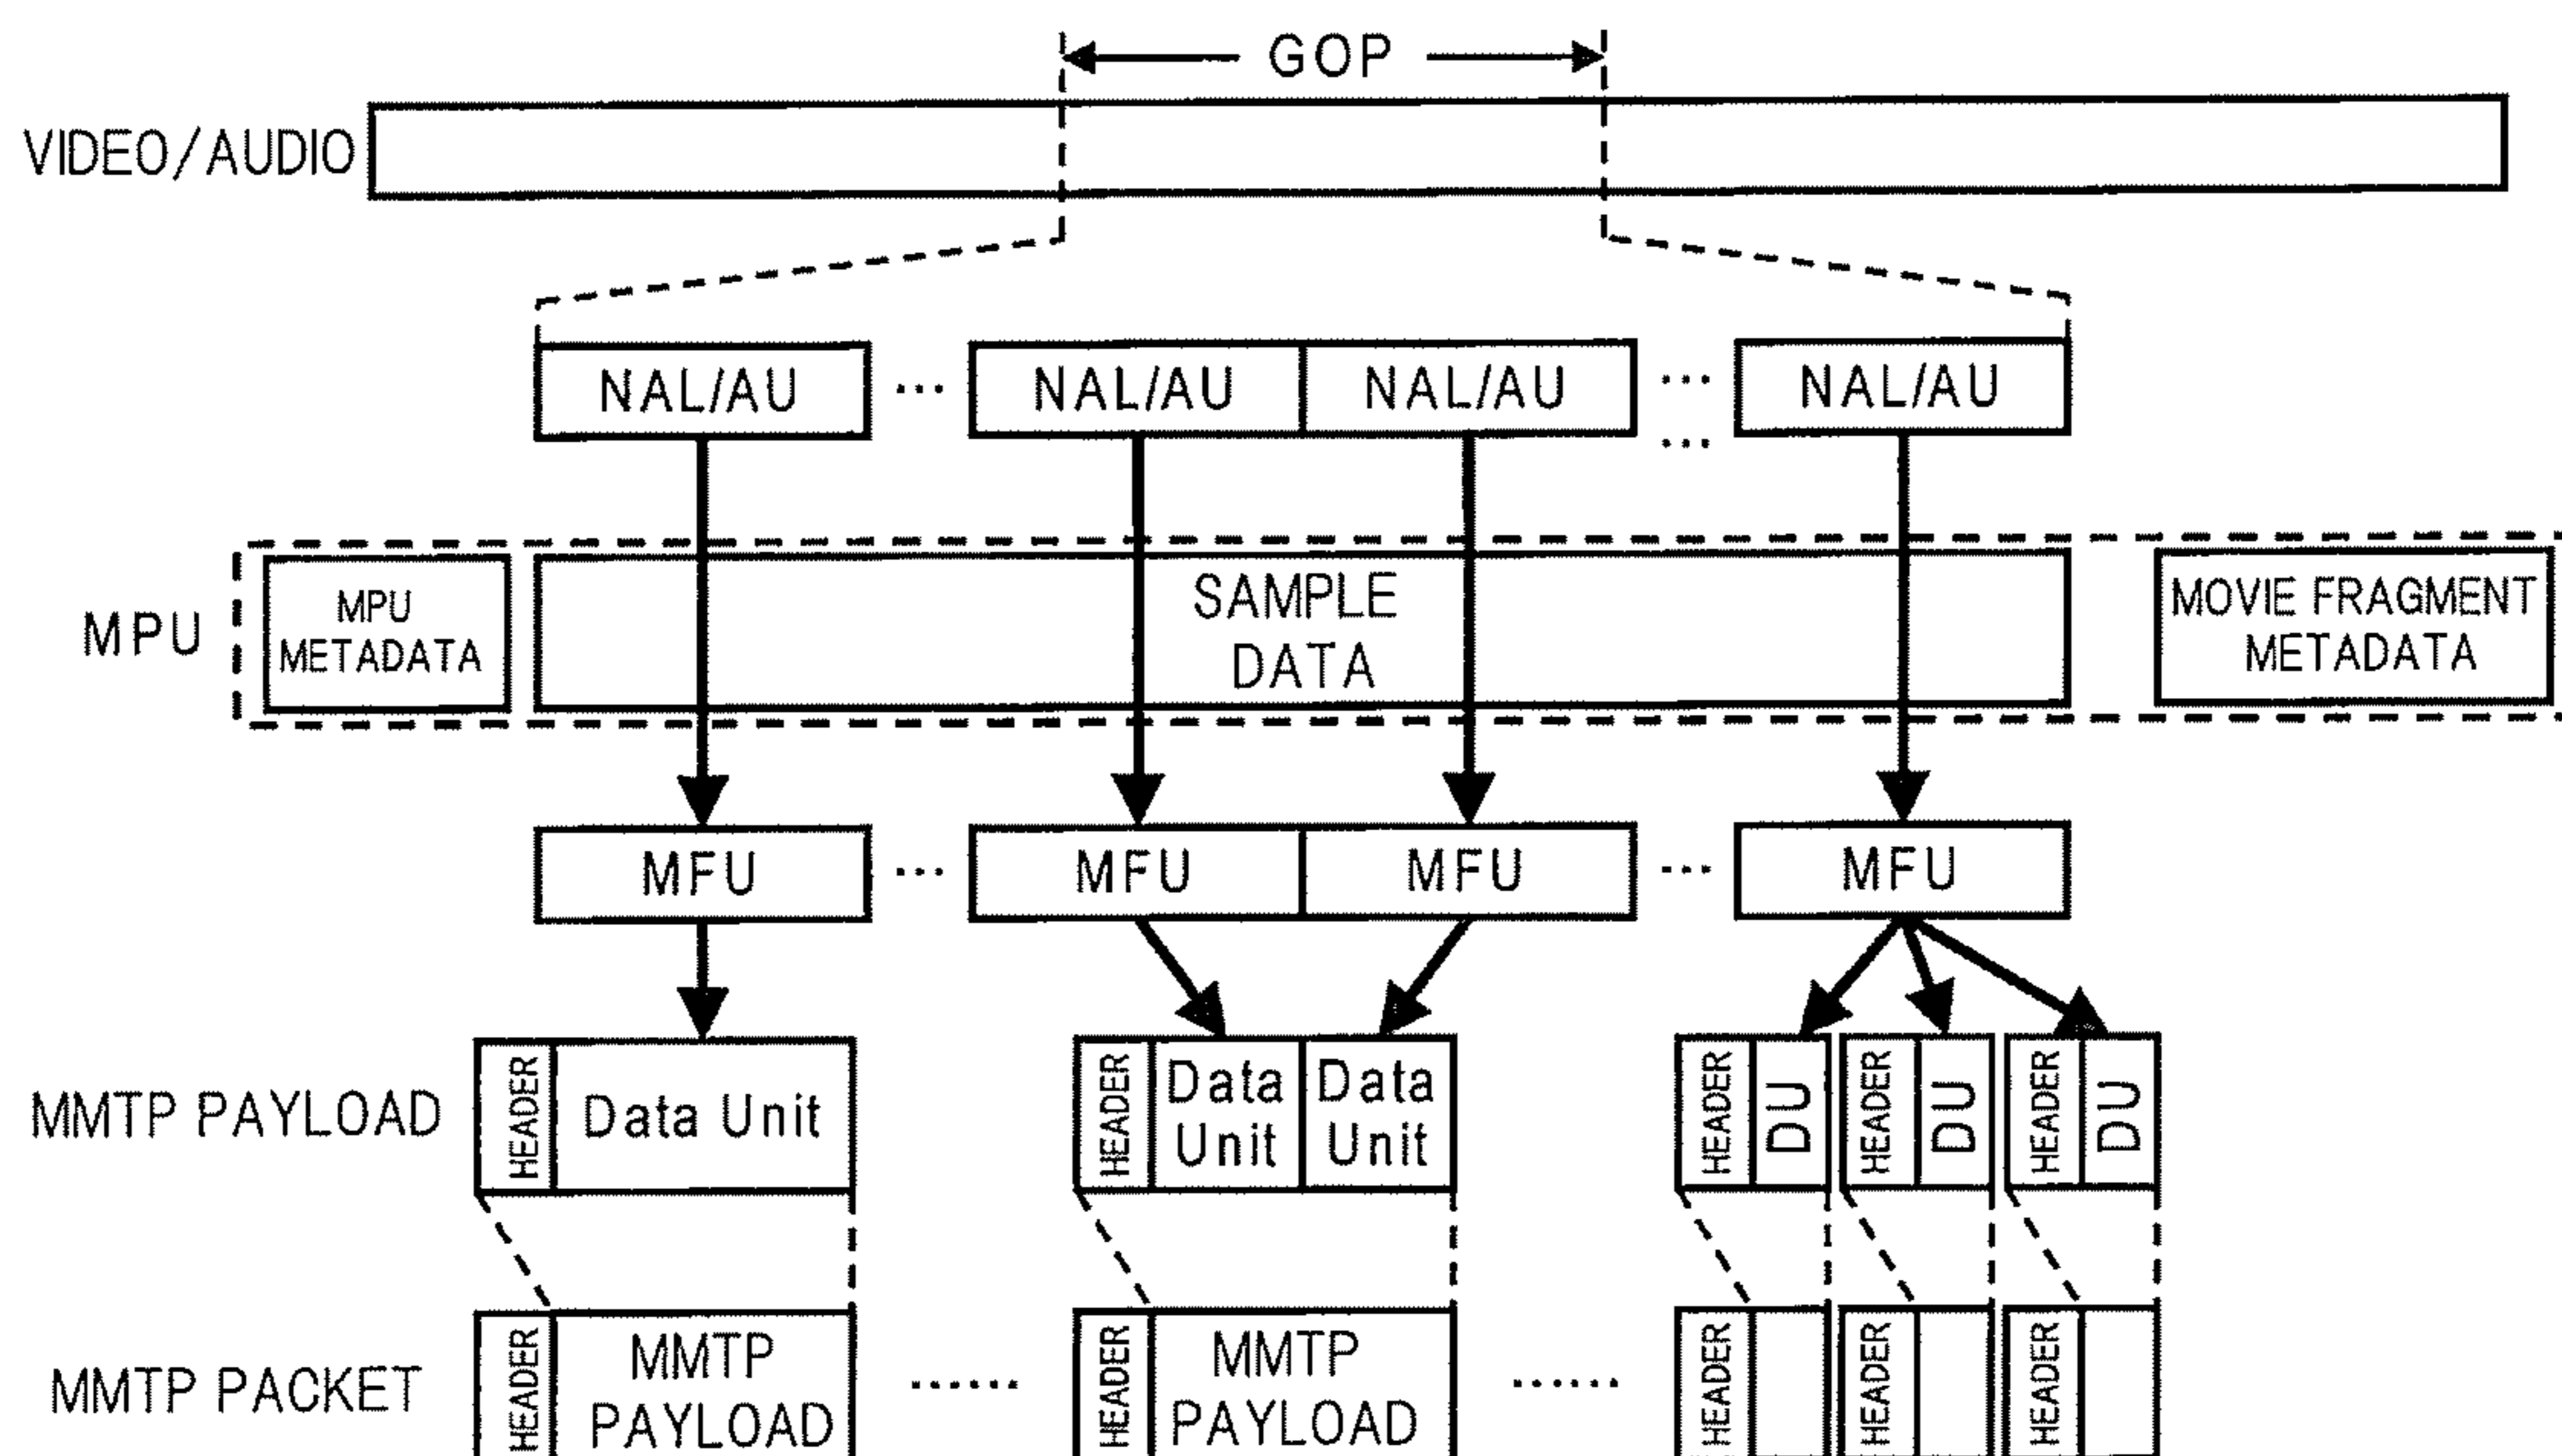 GOP
VIDEO/AUDIO
NAL/AU ... NAL/AU NAL/AU ... NAL/AU
...
MPU
MPU
METADATA
SAMPLE
DATA
MOVIE FRAGMENT
METADATA
MFU ... MFU MFU ... MFU
MMTP PAYLOAD
HEADER
Data Unit
HEADER
Data
Unit
Data
Unit
HEADER
DU
HEADER
DU
HEADER
DU
MMTP PACKET
HEADER
MMTP
PAYLOAD
......
HEADER
MMTP
PAYLOAD
......
HEADER
HEADER
HEADER